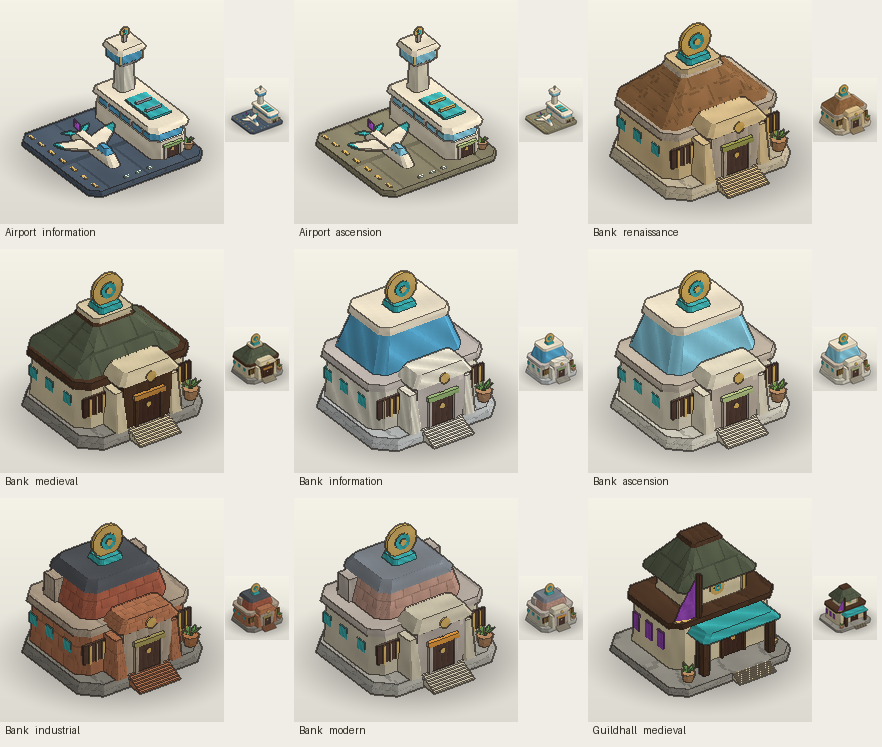 Airport information
Airport ascension
Bank renaissance
Bank medieval
Bank information
Bank ascension
Bank industrial
Bank modern
Guildhall medieval